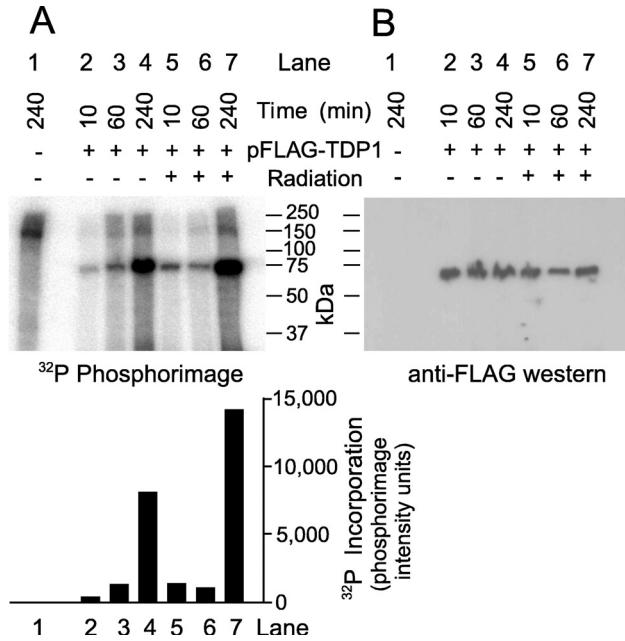 A B
1 2 3 4 5 6 7 Lane 1 2 3 4 5 6 7
240 10 60 240 10 60 240 Time (min) 240 10 60 240 10 60 240
- + + + + + + pFLAG-TDP1 - + + + + + +
- - - - + + + Radiation - - - - + + +
250
150
100
75
50
37
kDa
32P Phosphorimage
anti-FLAG western
15,000
10,000
5,000
0
32P Incorporation
(phosphorimage
intensity units)
1 2 3 4 5 6 7 Lane